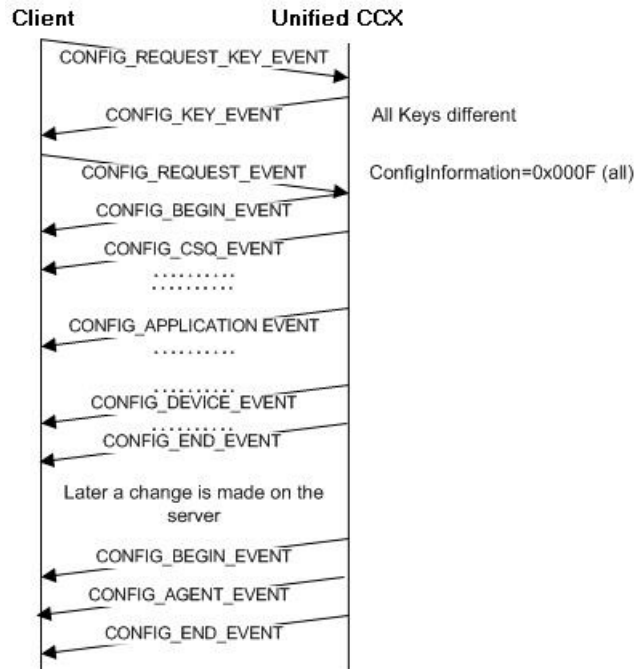 Client Unified CCX
CONFIG_REQUEST_KEY_EVENT
CONFIG_KEY_EVENT All Keys different
CONFIG_REQUEST_EVENT ConfigInformation=0x000F (all)
CONFIG_BEGIN_EVENT
CONFIG_CSQ_EVENT
..........
..........
CONFIG_APPLICATION EVENT
..........
..........
CONFIG_DEVICE_EVENT
..........
CONFIG_END_EVENT
Later a change is made on the
server
CONFIG_BEGIN_EVENT
CONFIG_AGENT_EVENT
CONFIG_END_EVENT